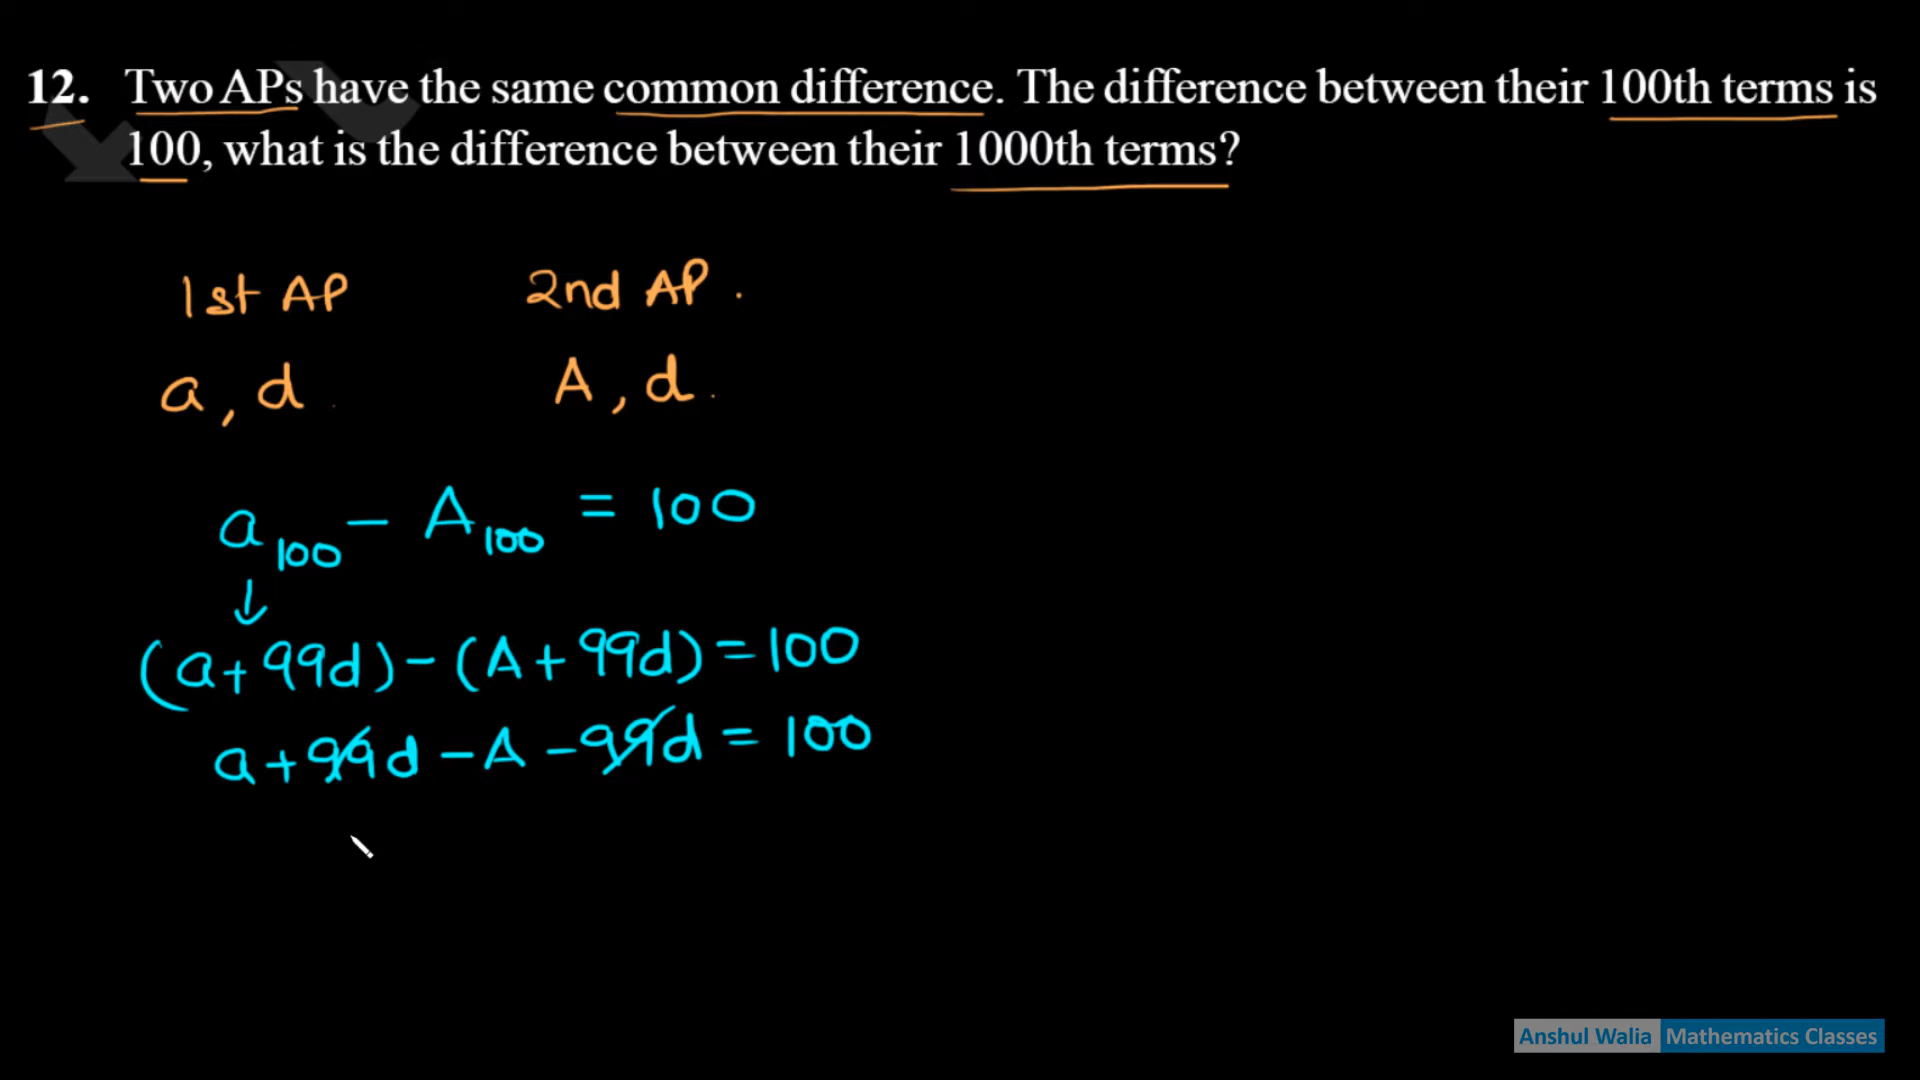 12. Two APs have the same common difference. The difference between their 100th terms is
100, what is the difference between their 1000th terms?
1st AP 2nd AP.
a, d A, d.
a₁₀₀ - A₁₀₀ = 100
(a+99d)-(A+99d)=100
a+99d-A-99d = 100
Anshul Walia Mathematics Classes